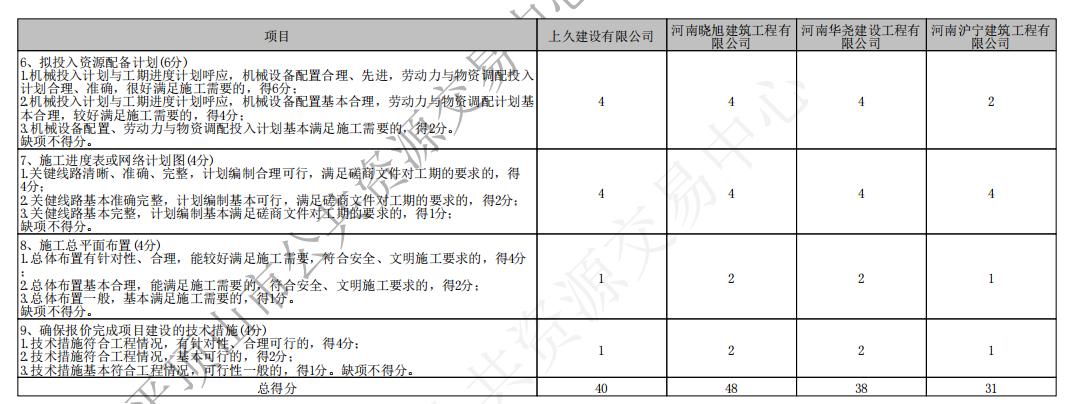 项目
上久建设有限公司
河南晓旭建筑工程有
限公司
河南华尧建设工程有
限公司
河南沪宁建筑工程有
限公司
6、拟投入资源配备计划(6分)
1.机械投入计划与工期进度计划呼应，机械设备配置合理、先进，劳动力与物资调配投入
计划合理、准确，很好满足施工需要的，得6分；
2.机械投入计划与工期进度计划呼应，机械设备配置基本合理，劳动力与物资调配计划基
本合理，较好满足施工需要的，得4分；
3.机械设备配置、劳动力与物资调配投入计划基本满足施工需要的，得2分。
缺项不得分。
4
4
4
2
7、施工进度表或网络计划图(4分)
1.关键线路清晰、准确、完整，计划编制合理可行，满足磋商文件对工期的要求的，得
4分；
2.关健线路基本准确完整，计划编制基本可行，满足磋商文件对工期的要求的，得2分；
3.关健线路基本完整，计划编制基本满足磋商文件对工期的要求的，得1分；
缺项不得分。
4
4
4
4
8、施工总平面布置(4分)
1.总体布置有针对性、合理，能较好满足施工需要，符合安全、文明施工要求的，得4分
；
2.总体布置基本合理，能满足施工需要的，符合安全、文明施工要求的，得2分；
3.总体布置一般，基本满足施工需要的，得1分。
缺项不得分。
1
2
2
1
9、确保报价完成项目建设的技术措施(4分)
1.技术措施符合工程情况，有针对性、合理可行的，得4分；
2.技术措施符合工程情况，基本可行的，得2分；
3.技术措施基本符合工程情况，可行性一般的，得1分。缺项不得分。
1
2
2
1
总得分
40
48
38
31
平顶山市公共资源交易中心
共资源交易中心